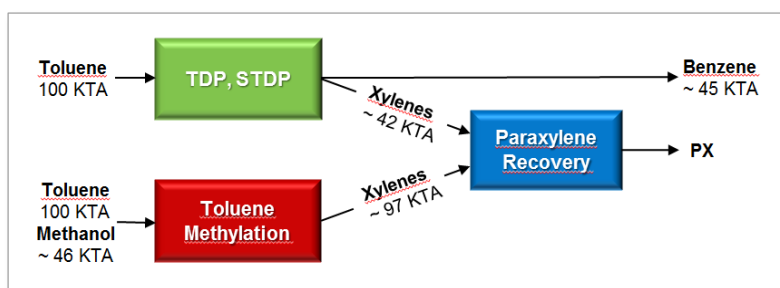 Toluene
100 KTA
TDP, STDP
Benzene
~ 45 KTA
Xylenes
~ 42 KTA
Paraxylene
Recovery
PX
Toluene
100 KTA
Methanol
~ 46 KTA
Toluene
Methylation
Xylenes
~ 97 KTA